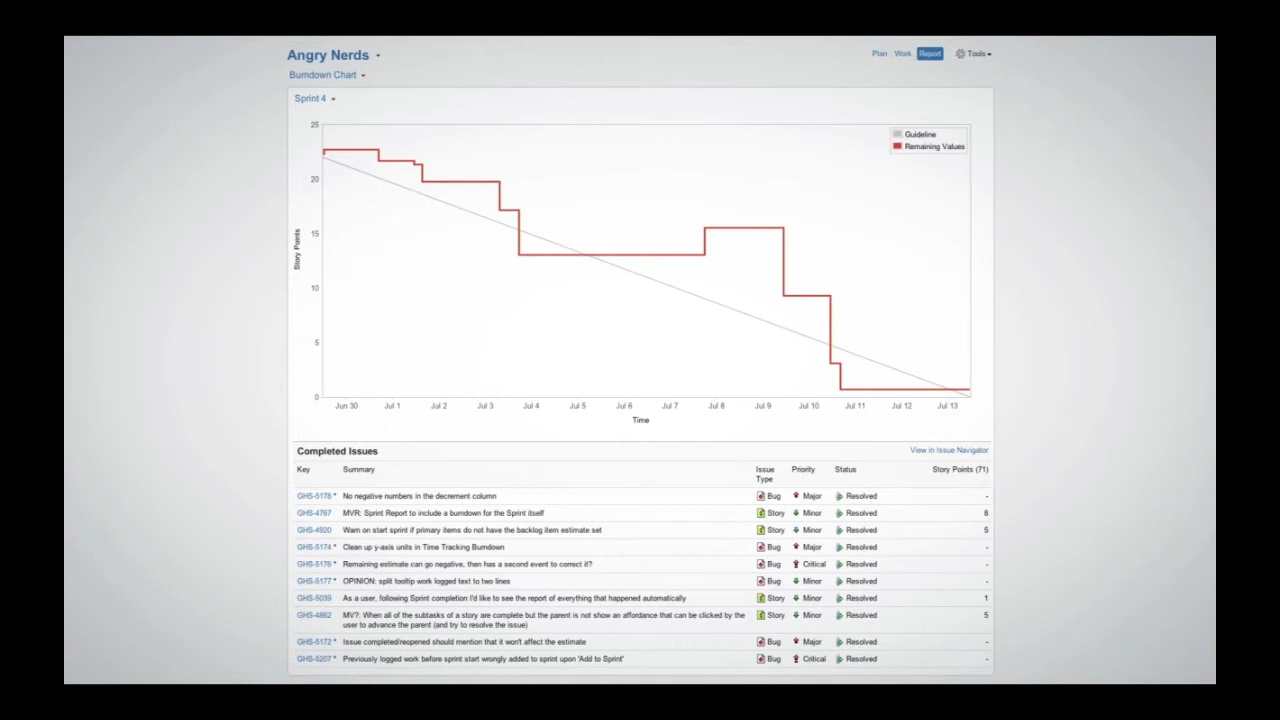 Angry Nerds
Plan Work Report Tools
Burndown Chart
Sprint 4
25
Guideline
Remaining Values
20
15
Story Points
10
5
0
Jun 30 Jul 1 Jul 2 Jul 3 Jul 4 Jul 5 Jul 6 Jul 7 Jul 8 Jul 9 Jul 10 Jul 11 Jul 12 Jul 13
Time
Completed Issues View in Issue Navigator
Key Summary Issue Type Priority Status Story Points (71)
GHS-5178 * No negative numbers in the decrement column Bug Major Resolved -
GHS-4767 MVR: Sprint Report to include a burndown for the Sprint itself Story Minor Resolved 8
GHS-4920 Warn on start sprint if primary items do not have the backlog item estimate set Story Minor Resolved 5
GHS-5174 * Clean up y-axis units in Time Tracking Burndown Bug Major Resolved -
GHS-5176 * Remaining estimate can go negative, then has a second event to correct it? Bug Critical Resolved -
GHS-5177 * OPINION: split tooltip work logged text to two lines Bug Minor Resolved -
GHS-5039 As a user, following Sprint completion I'd like to see the report of everything that happened automatically Story Minor Resolved 1
GHS-4862 MV?: When all of the subtasks of a story are complete but the parent is not show an affordance that can be clicked by the Story Minor Resolved 5
user to advance the parent (and try to resolve the issue)
GHS-5172 * Issue completed/reopened should mention that it won't affect the estimate Bug Major Resolved -
GHS-5207 * Previously logged work before sprint start wrongly added to sprint upon 'Add to Sprint' Bug Critical Resolved -